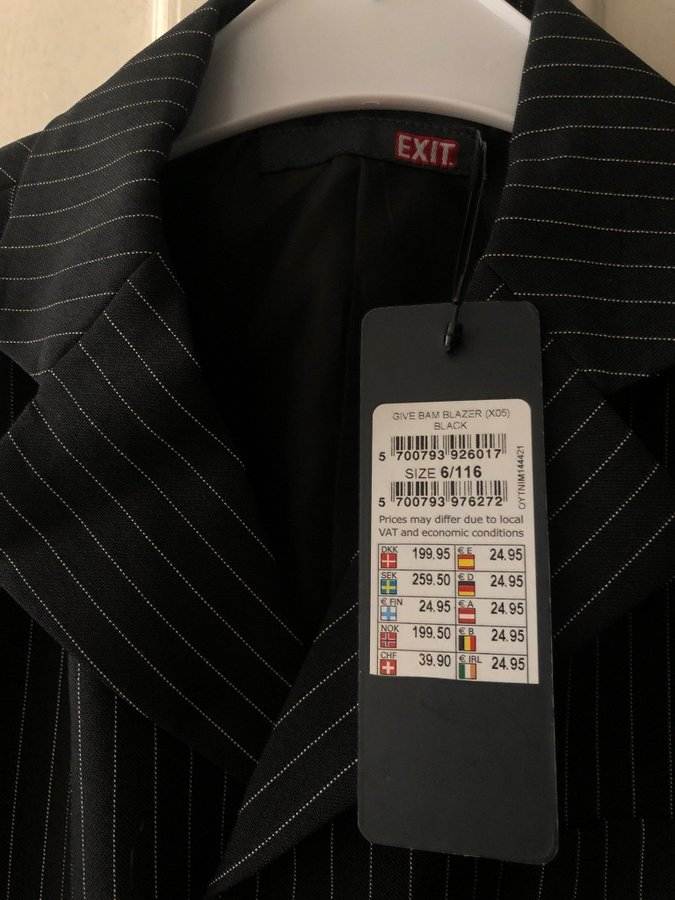 EXIT
GIVE BAM BLAZER (X05)
BLACK
5 700793 926017
SIZE 6/116
5 700793 976272
QYTNIM144421
Prices may differ due to local
VAT and economic conditions
DKK 199.95 € E 24.95
SEK 259.50 € D 24.95
€ FIN 24.95 € A 24.95
NOK 199.50 € B 24.95
CHF 39.90 € IRL 24.95